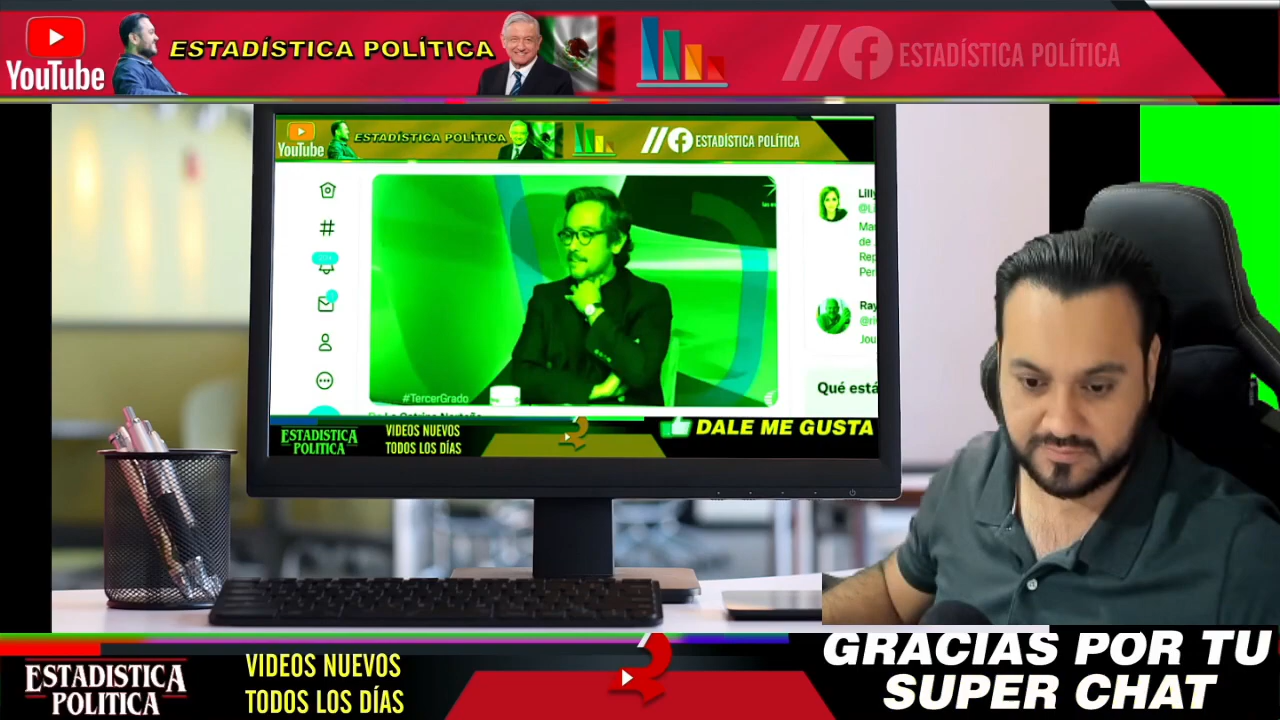 YouTube
ESTADÍSTICA POLÍTICA
ESTADÍSTICA POLÍTICA
YouTube
ESTADÍSTICA POLÍTICA
ESTADÍSTICA POLÍTICA
#TercerGrado
Qué está
ESTADISTICA
POLITICA
VIDEOS NUEVOS
TODOS LOS DÍAS
DALE ME GUSTA
ESTADISTICA
POLITICA
VIDEOS NUEVOS
TODOS LOS DÍAS
GRACIAS POR TU
SUPER CHAT